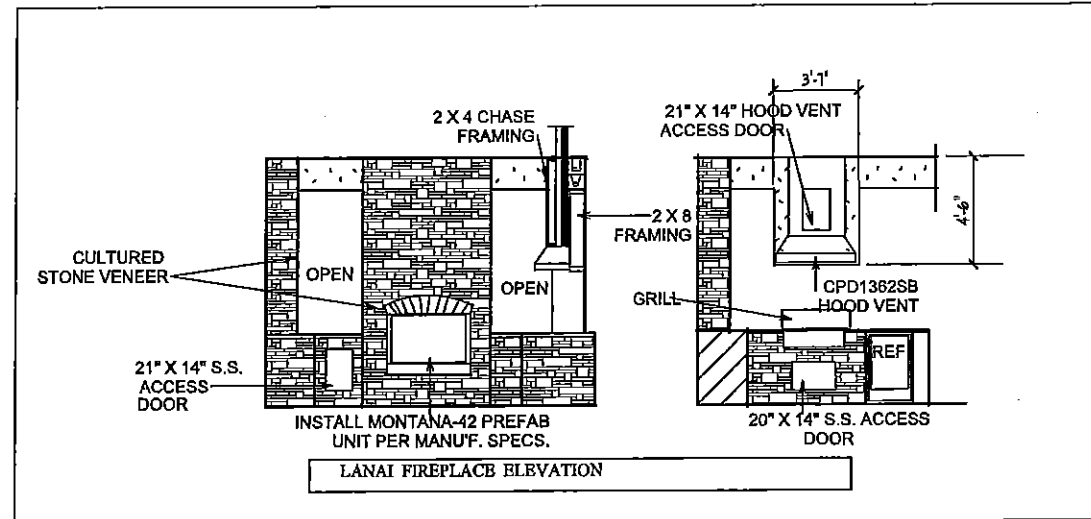 3'-7"
2 X 4 CHASE
FRAMING
21" X 14" HOOD VENT
ACCESS DOOR
4'-6"
2 X 8
FRAMING
CULTURED
STONE VENEER
OPEN
OPEN
CPD1362SB
HOOD VENT
GRILL
REF
21" X 14" S.S.
ACCESS
DOOR
INSTALL MONTANA-42 PREFAB
UNIT PER MANU'F. SPECS.
20" X 14" S.S. ACCESS
DOOR
LANAI FIREPLACE ELEVATION